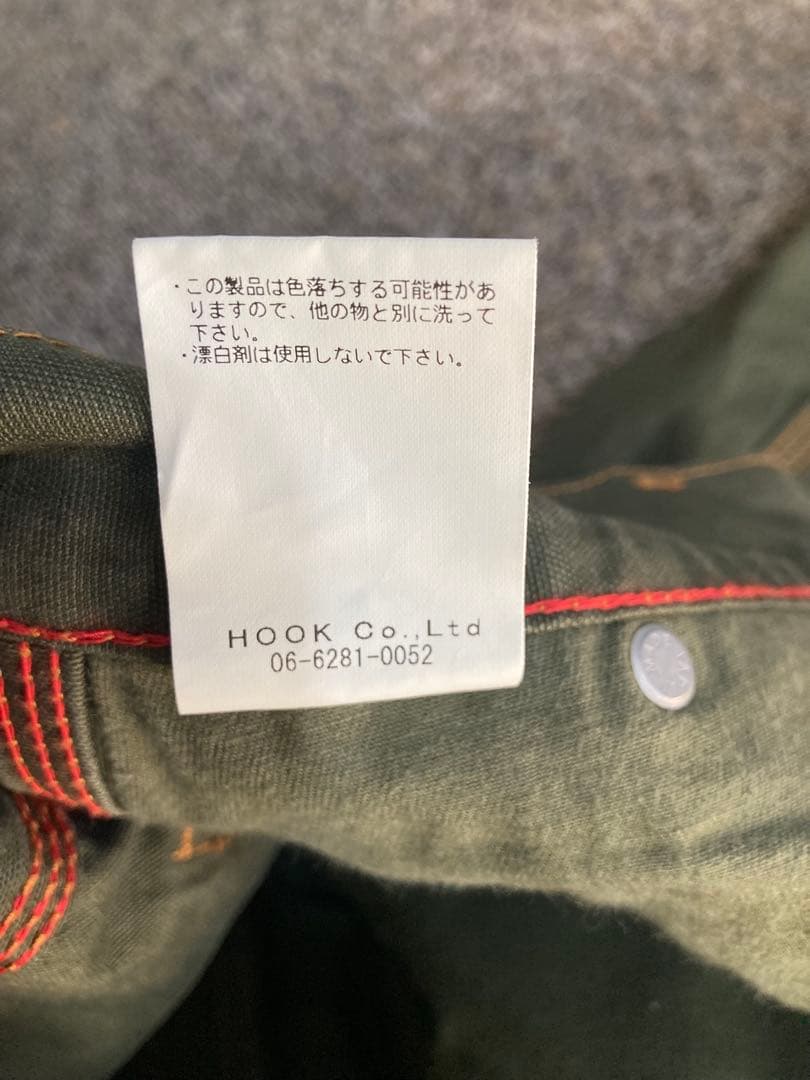 ・この製品は色落ちする可能性があ
りますので、他の物と別に洗って
下さい。
・漂白剤は使用しないで下さい。
HOOK Co.,Ltd
06-6281-0052